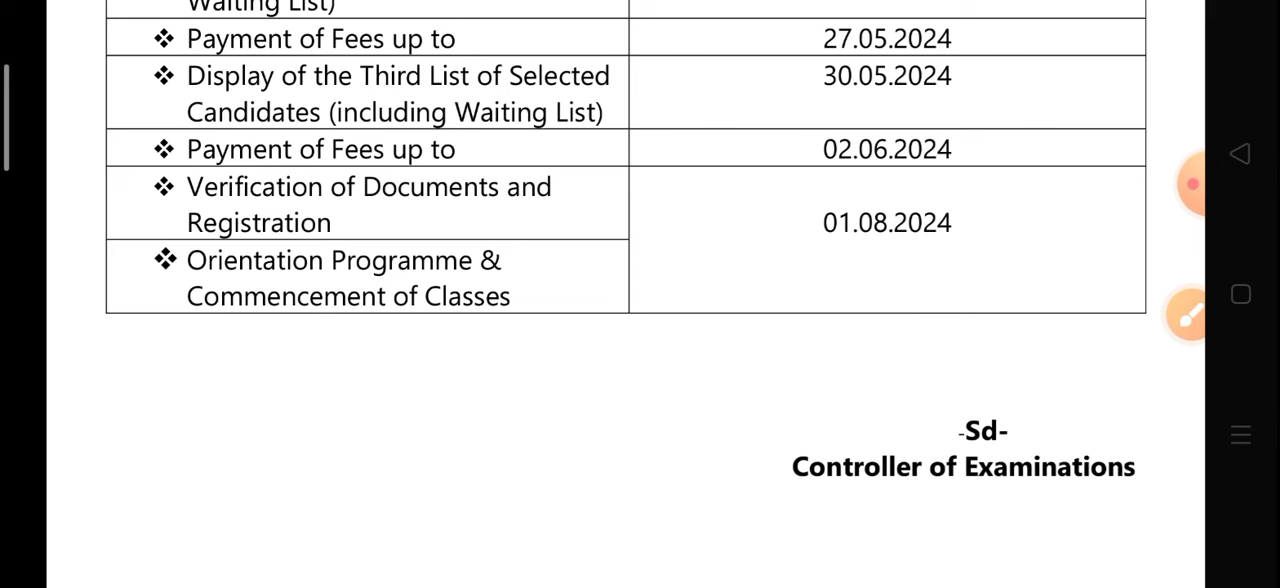 Waiting List)
❖ Payment of Fees up to 27.05.2024
❖ Display of the Third List of Selected 30.05.2024
Candidates (including Waiting List)
❖ Payment of Fees up to 02.06.2024
❖ Verification of Documents and
Registration 01.08.2024
❖ Orientation Programme &
Commencement of Classes
-Sd-
Controller of Examinations